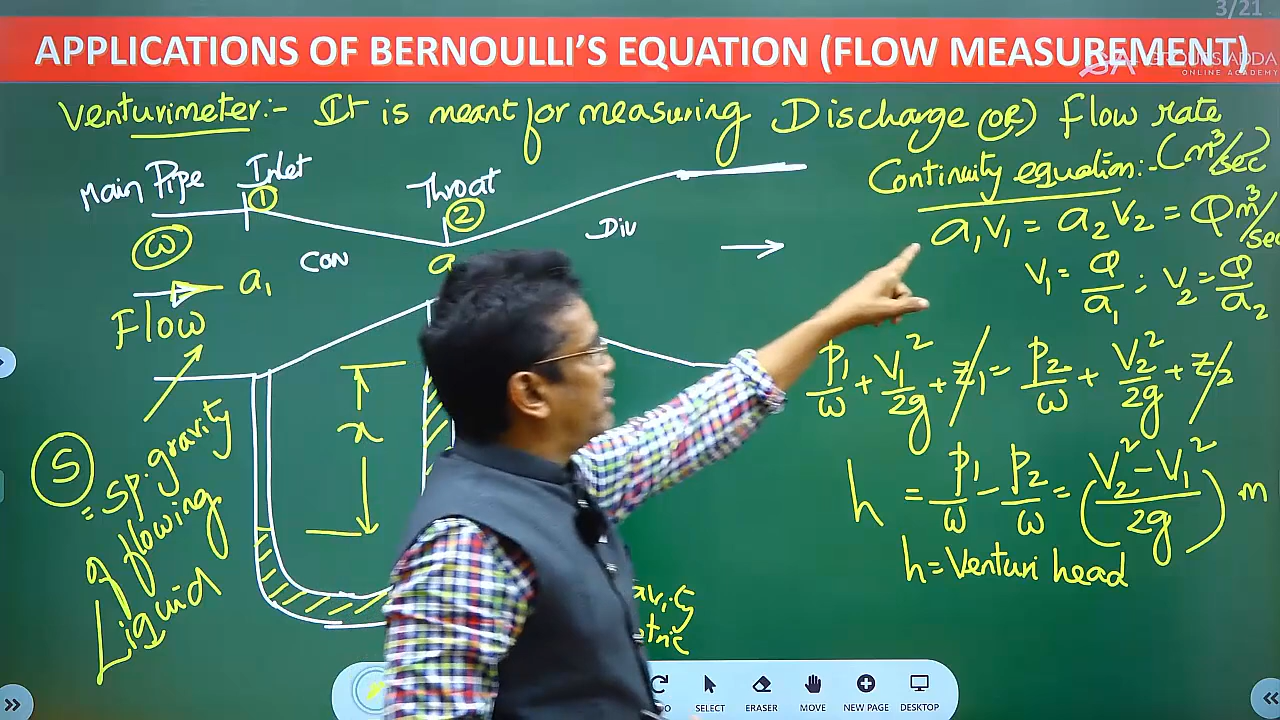 3/21
APPLICATIONS OF BERNOULLI'S EQUATION (FLOW MEASUREMENT)
ONLINE ACADEMY
Venturimeter:- It is meant for measuring Discharge (OR) Flow rate
(m³/sec)
Continuity equation:-
a₁v₁ = a₂v₂ = Q m³/sec
v₁ = Q/a₁ ; v₂ = Q/a₂
p₁/ω + V₁²/2g + z₁ = p₂/ω + V₂²/2g + z₂
h = p₁/ω - p₂/ω = (V₂² - V₁²/2g) m
h = Venturi head
Main Pipe
Inlet
①
Throat
②
ω
Con
Div
a₁
a
Flow
x
S
= sp. gravity
of flowing
Liquid
SELECT
ERASER
MOVE
NEW PAGE
DESKTOP